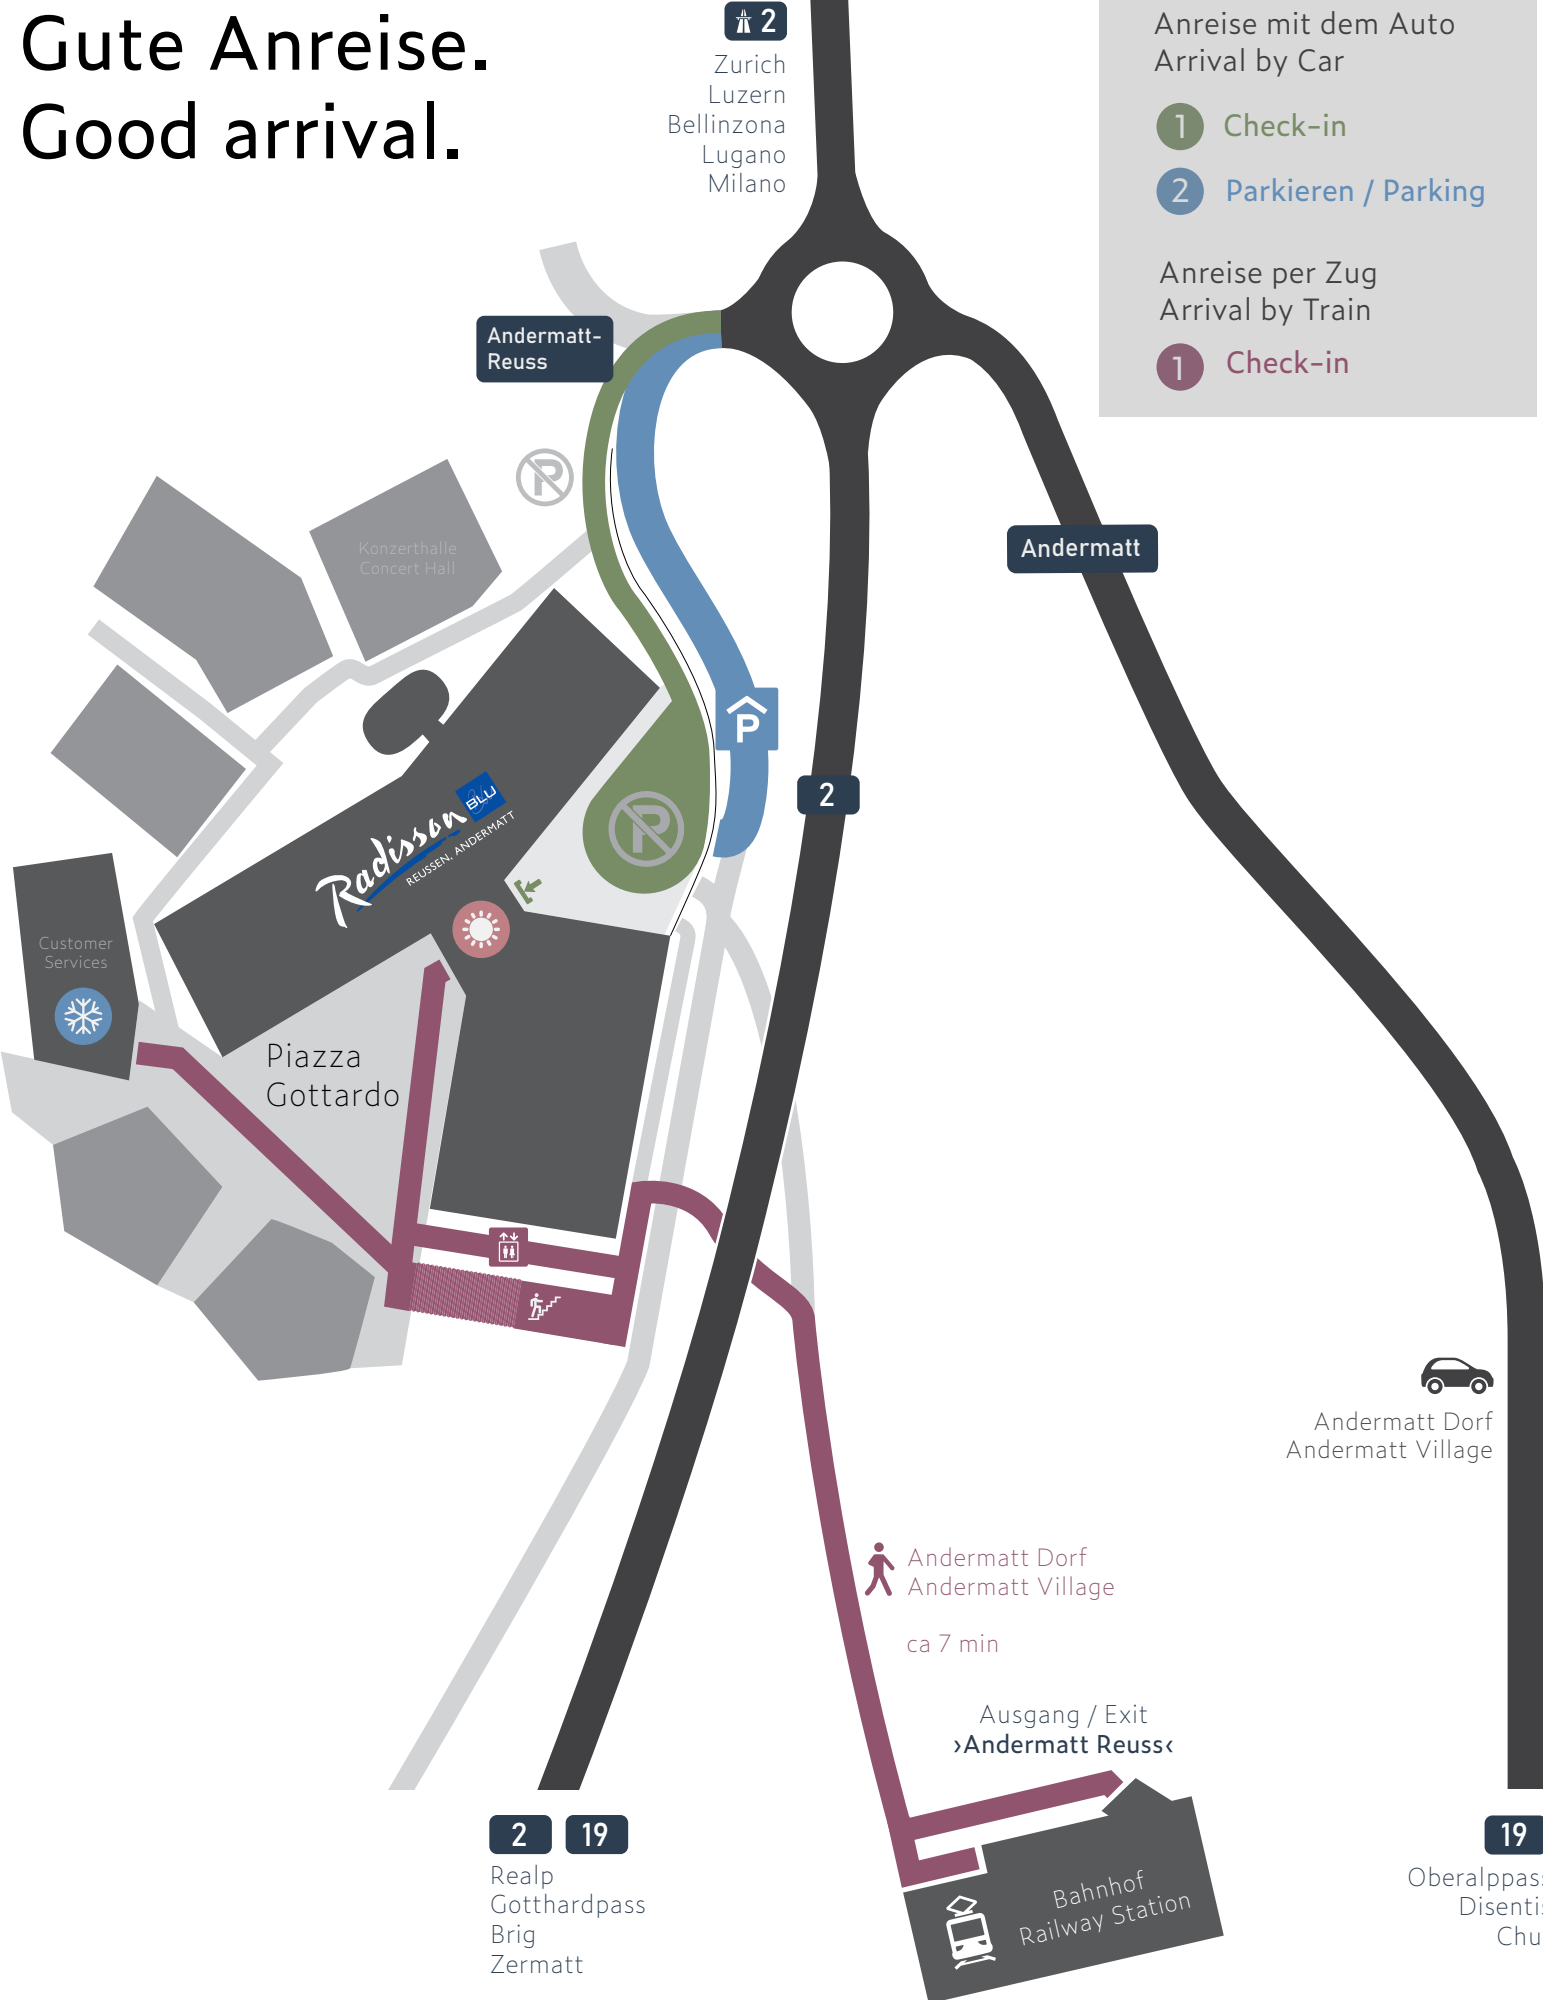 Gute Anreise.
Good arrival.
2
Zurich
Luzern
Bellinzona
Lugano
Milano
Anreise mit dem Auto
Arrival by Car
1 Check-in
2 Parkieren / Parking
Anreise per Zug
Arrival by Train
1 Check-in
Andermatt-
Reuss
P
Konzerthalle
Concert Hall
Andermatt
P
2
Radisson BLU
REUSSEN, ANDERMATT
P
Customer
Services
Piazza
Gottardo
Andermatt Dorf
Andermatt Village
Andermatt Dorf
Andermatt Village
ca 7 min
Ausgang / Exit
›Andermatt Reuss‹
Bahnhof
Railway Station
2 19
Realp
Gotthardpass
Brig
Zermatt
19
Oberalppass
Disentis
Chu